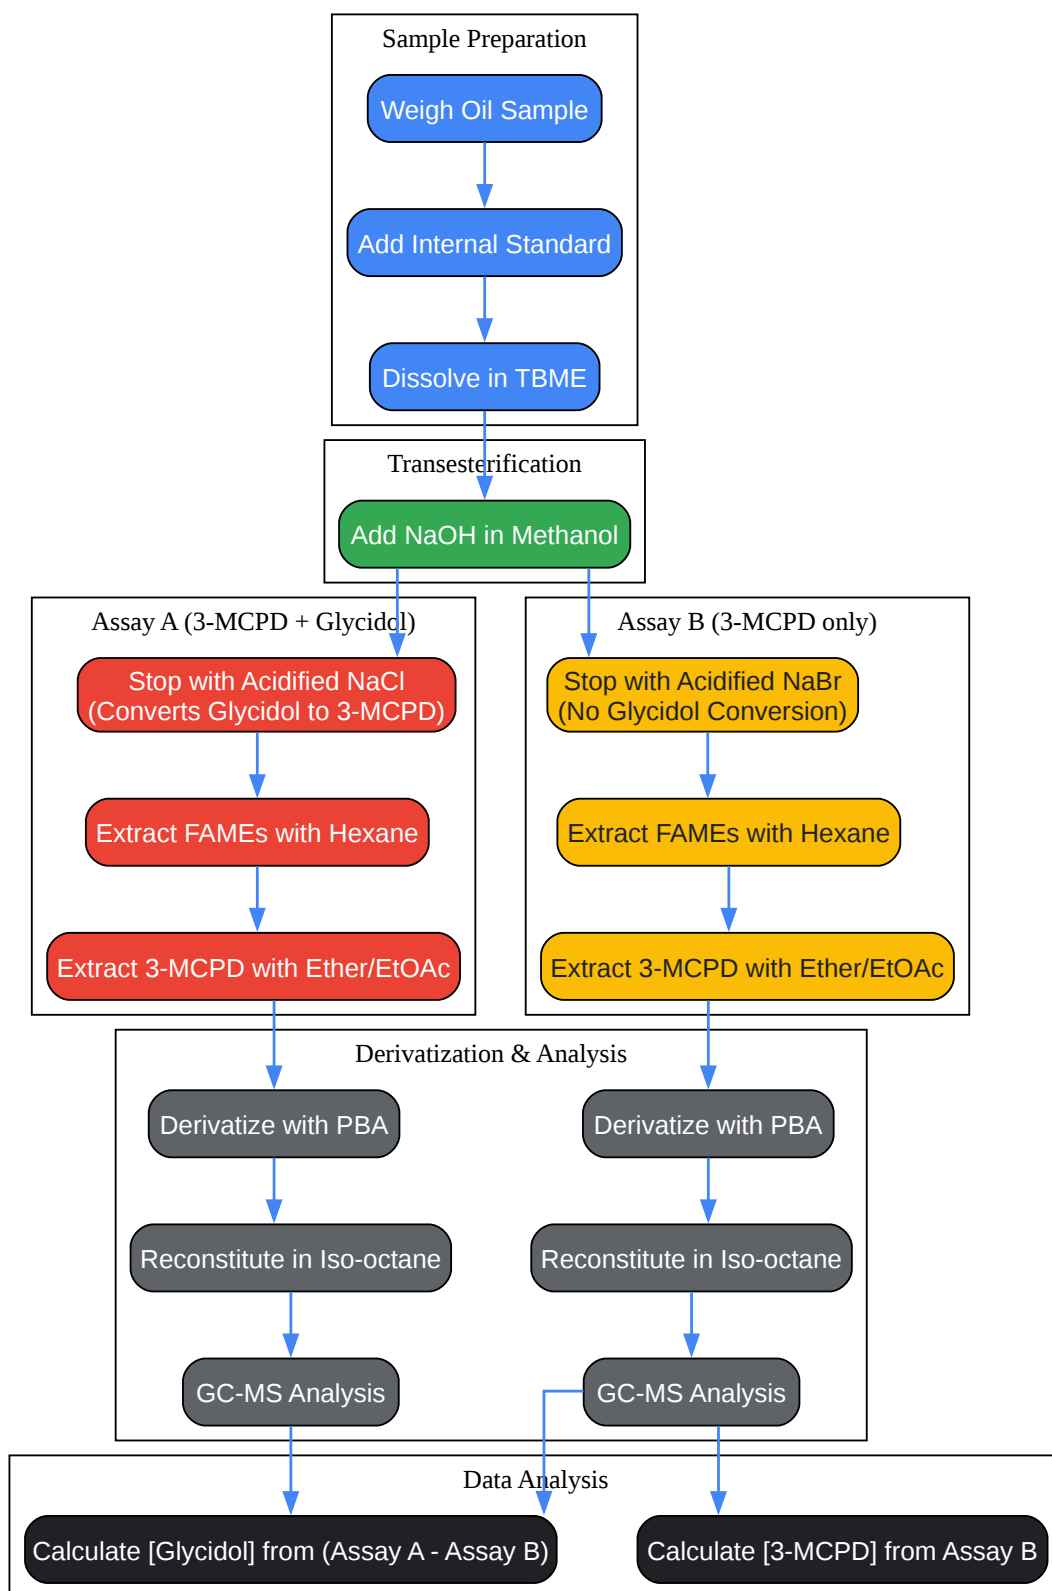 Sample Preparation
Weigh Oil Sample
Add Internal Standard
Dissolve in TBME
Transesterification
Add NaOH in Methanol
Assay A (3-MCPD + Glycidol)
Stop with Acidified NaCl
(Converts Glycidol to 3-MCPD)
Extract FAMEs with Hexane
Extract 3-MCPD with Ether/EtOAc
Assay B (3-MCPD only)
Stop with Acidified NaBr
(No Glycidol Conversion)
Extract FAMEs with Hexane
Extract 3-MCPD with Ether/EtOAc
Derivatization & Analysis
Derivatize with PBA
Reconstitute in Iso-octane
GC-MS Analysis
Derivatize with PBA
Reconstitute in Iso-octane
GC-MS Analysis
Data Analysis
Calculate [Glycidol] from (Assay A - Assay B)
Calculate [3-MCPD] from Assay B